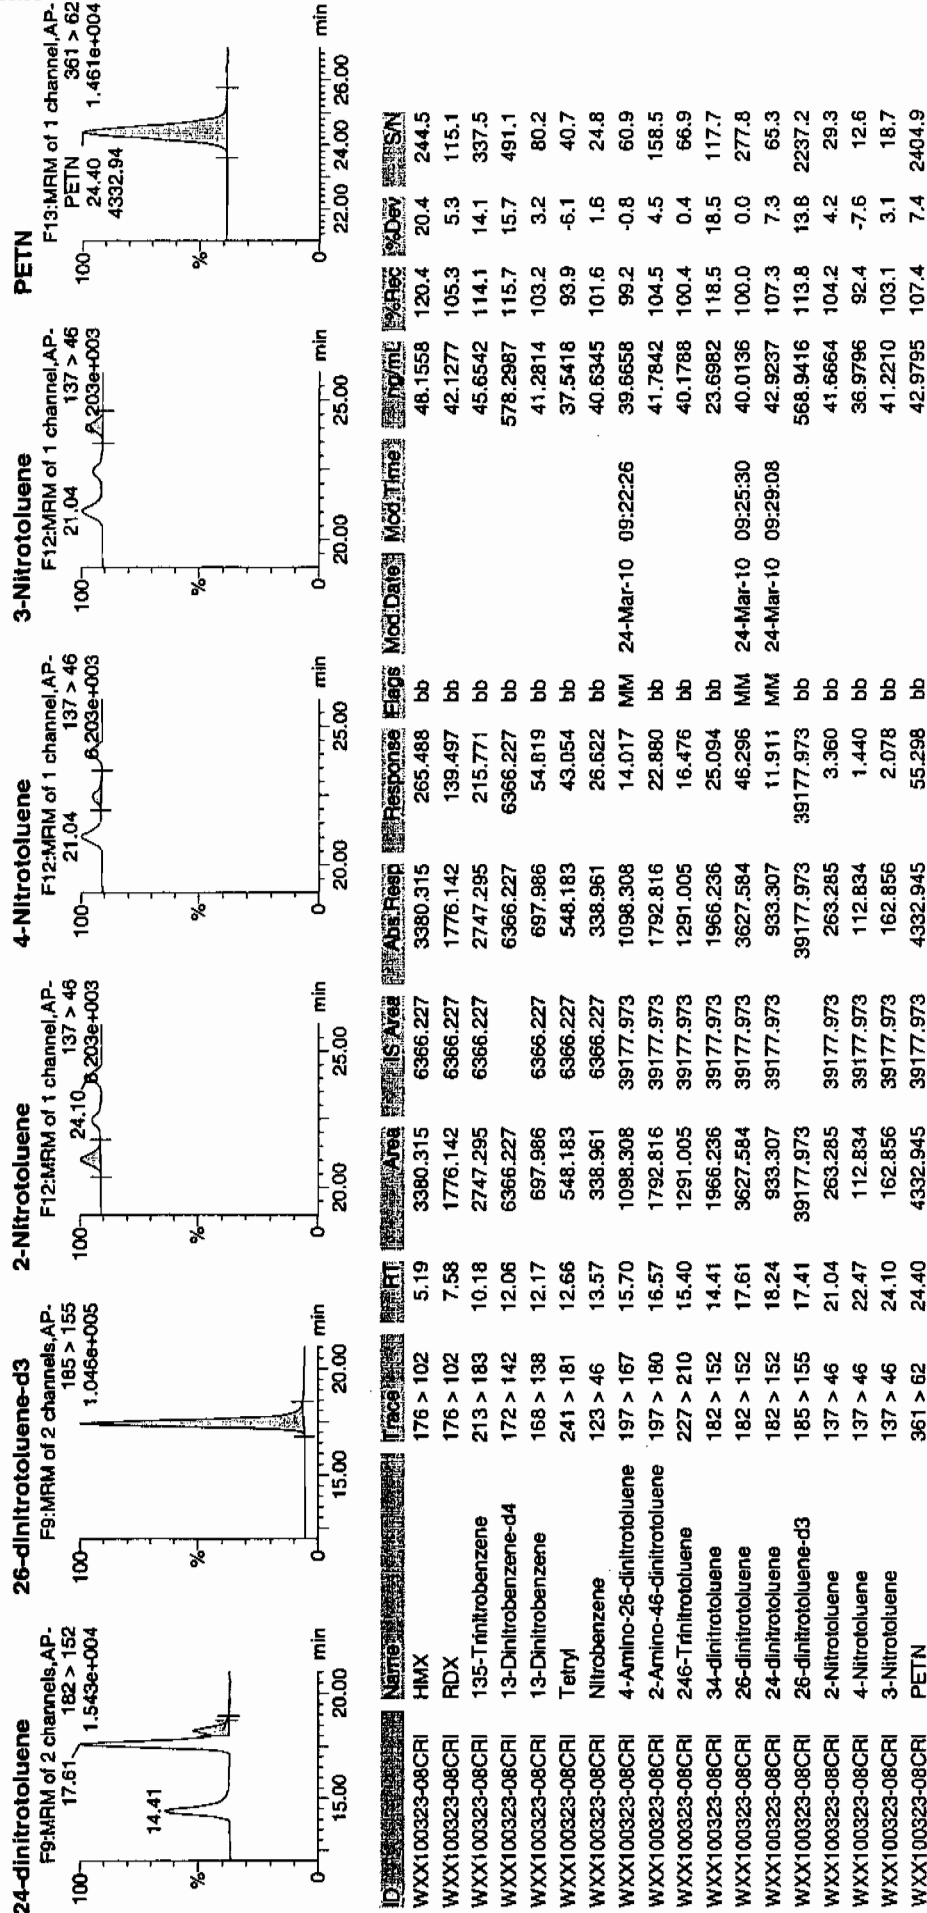 24-dinitrotoluene
F9:MRM of 2 channels,AP-
182 > 152
1.543e+004
17.61
14.41
100
%
0
15.00
20.00
min
26-dinitrotoluene-d3
F9:MRM of 2 channels,AP-
185 > 155
1.046e+005
100
%
0
15.00
20.00
min
2-Nitrotoluene
F12:MRM of 1 channel,AP-
137 > 46
6.203e+003
24.10
100
%
0
20.00
25.00
min
4-Nitrotoluene
F12:MRM of 1 channel,AP-
137 > 46
6.203e+003
21.04
100
%
0
20.00
25.00
min
3-Nitrotoluene
F12:MRM of 1 channel,AP-
137 > 46
6.203e+003
21.04
100
%
0
20.00
25.00
min
PETN
F13:MRM of 1 channel,AP-
361 > 62
1.461e+004
PETN
24.40
4332.94
100
%
0
22.00
24.00
26.00
min
ID Name Trace RT Area IS Area Abs.Resp Response Flags Mod.Date Mod.Time ng/mL %Rec %Dev S/N
WXX100323-08CRI HMX 176 > 102 5.19 3380.315 6366.227 3380.315 265.488 bb 48.1558 120.4 20.4 244.5
WXX100323-08CRI RDX 176 > 102 7.58 1776.142 6366.227 1776.142 139.497 bb 42.1277 105.3 5.3 115.1
WXX100323-08CRI 135-Trinitrobenzene 213 > 183 10.18 2747.295 6366.227 2747.295 215.771 bb 45.6542 114.1 14.1 337.5
WXX100323-08CRI 13-Dinitrobenzene-d4 172 > 142 12.06 6366.227 6366.227 6366.227 bb 578.2987 115.7 15.7 491.1
WXX100323-08CRI 13-Dinitrobenzene 168 > 138 12.17 697.986 6366.227 697.986 54.819 bb 41.2814 103.2 3.2 80.2
WXX100323-08CRI Tetryl 241 > 181 12.66 548.183 6366.227 548.183 43.054 bb 37.5418 93.9 -6.1 40.7
WXX100323-08CRI Nitrobenzene 123 > 46 13.57 338.961 6366.227 338.961 26.622 bb 40.6345 101.6 1.6 24.8
WXX100323-08CRI 4-Amino-26-dinitrotoluene 197 > 167 15.70 1098.308 39177.973 1098.308 14.017 MM 24-Mar-10 09:22:26 39.6658 99.2 -0.8 60.9
WXX100323-08CRI 2-Amino-46-dinitrotoluene 197 > 180 16.57 1792.816 39177.973 1792.816 22.880 bb 41.7842 104.5 4.5 158.5
WXX100323-08CRI 246-Trinitrotoluene 227 > 210 15.40 1291.005 39177.973 1291.005 16.476 bb 40.1788 100.4 0.4 66.9
WXX100323-08CRI 34-dinitrotoluene 182 > 152 14.41 1966.236 39177.973 1966.236 25.094 bb 23.6982 118.5 18.5 117.7
WXX100323-08CRI 26-dinitrotoluene 182 > 152 17.61 3627.584 39177.973 3627.584 46.296 MM 24-Mar-10 09:25:30 40.0136 100.0 0.0 277.8
WXX100323-08CRI 24-dinitrotoluene 182 > 152 18.24 933.307 39177.973 933.307 11.911 MM 24-Mar-10 09:29:08 42.9237 107.3 7.3 65.3
WXX100323-08CRI 26-dinitrotoluene-d3 185 > 155 17.41 39177.973 39177.973 39177.973 bb 568.9416 113.8 13.8 2237.2
WXX100323-08CRI 2-Nitrotoluene 137 > 46 21.04 263.285 39177.973 263.285 3.360 bb 41.6664 104.2 4.2 29.3
WXX100323-08CRI 4-Nitrotoluene 137 > 46 22.47 112.834 39177.973 112.834 1.440 bb 36.9796 92.4 -7.6 12.6
WXX100323-08CRI 3-Nitrotoluene 137 > 46 24.10 162.856 39177.973 162.856 2.078 bb 41.2210 103.1 3.1 18.7
WXX100323-08CRI PETN 361 > 62 24.40 4332.945 39177.973 4332.945 55.298 bb 42.9795 107.4 7.4 2404.9